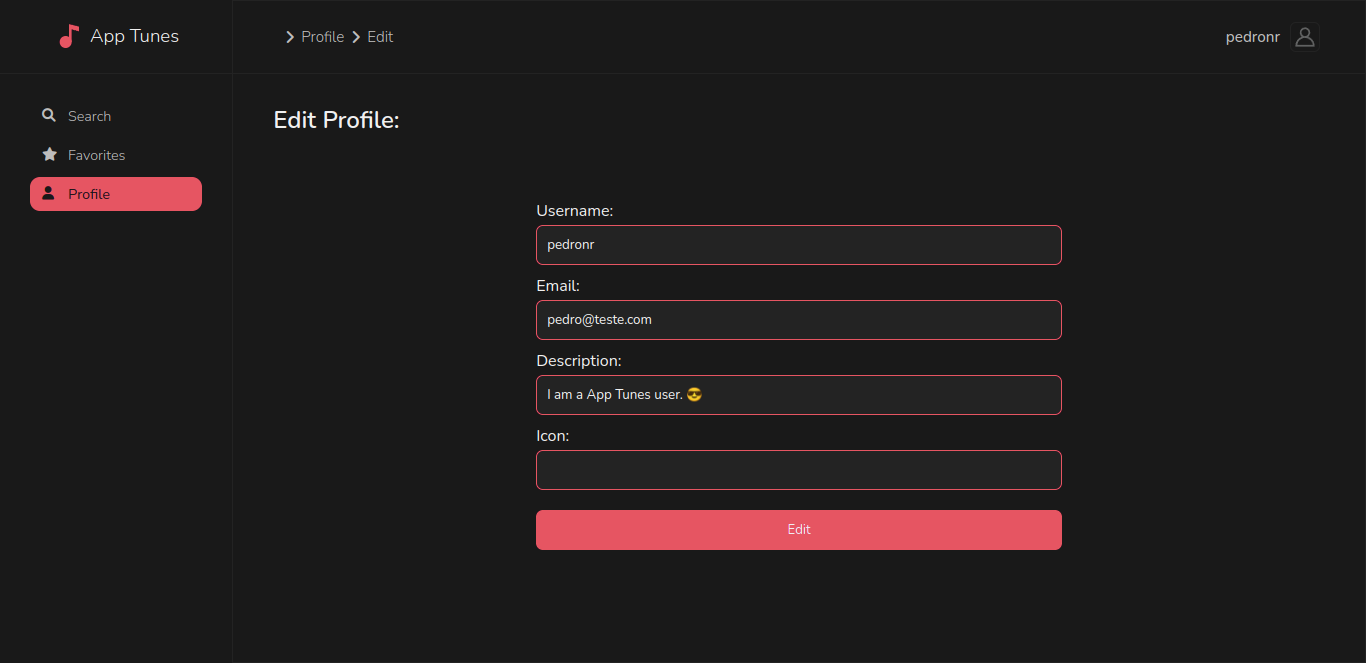 App Tunes
Profile Edit
pedronr
Search
Favorites
Profile
Edit Profile:
Username:
pedronr
Email:
pedro@teste.com
Description:
I am a App Tunes user. 😎
Icon:
Edit